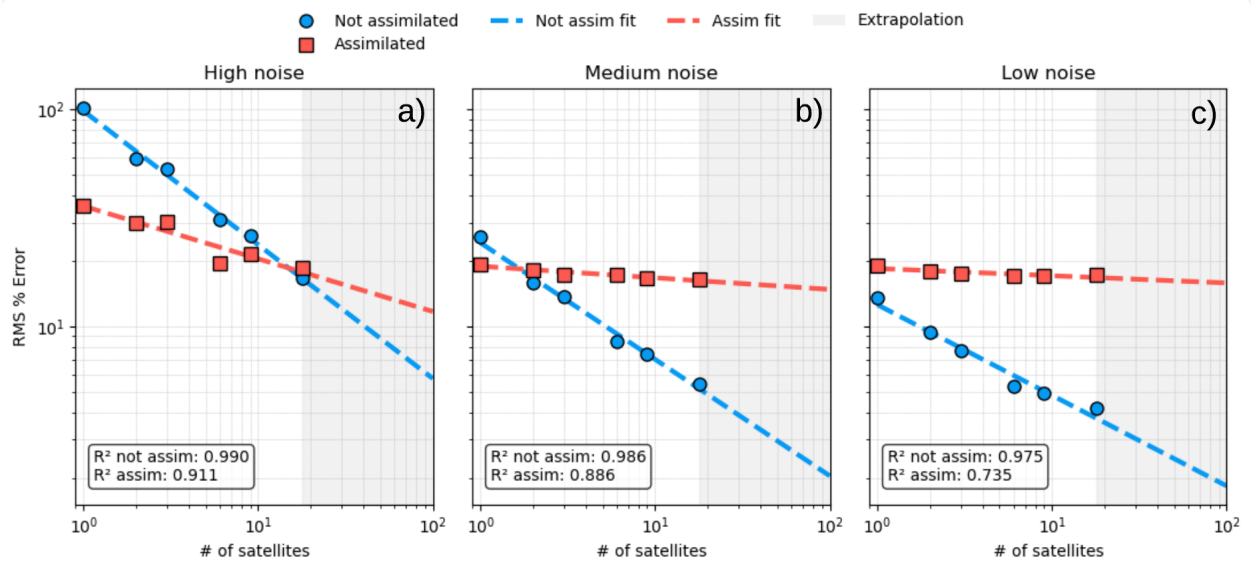 Not assimilated
Assimilated
Not assim fit
Assim fit
Extrapolation
High noise
Medium noise
Low noise
a)
b)
c)
RMS % Error
10²
10¹
R² not assim: 0.990
R² assim: 0.911
R² not assim: 0.986
R² assim: 0.886
R² not assim: 0.975
R² assim: 0.735
10⁰
10¹
10²
10⁰
10¹
10²
10⁰
10¹
10²
# of satellites
# of satellites
# of satellites